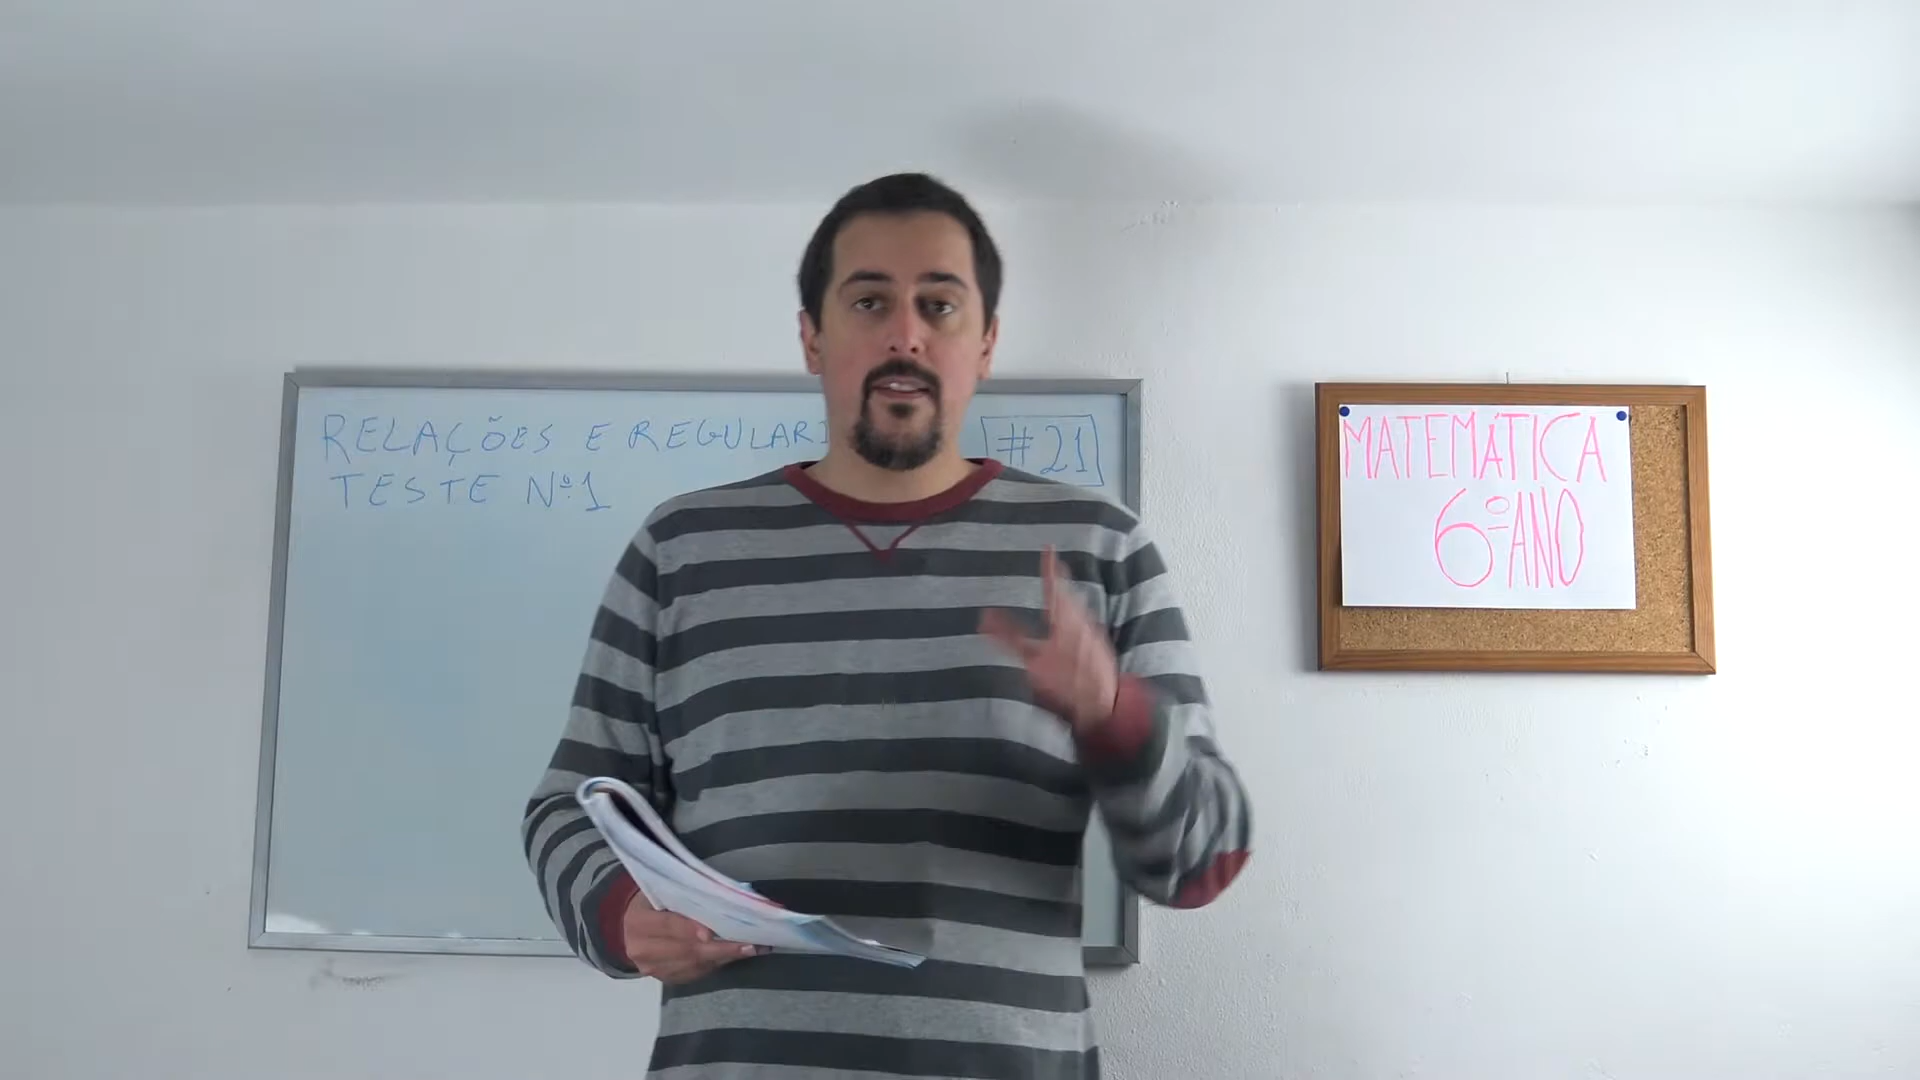 RELAÇÕES E REGULARI
#21
TESTE Nº1
MATEMÁTICA
6º ANO